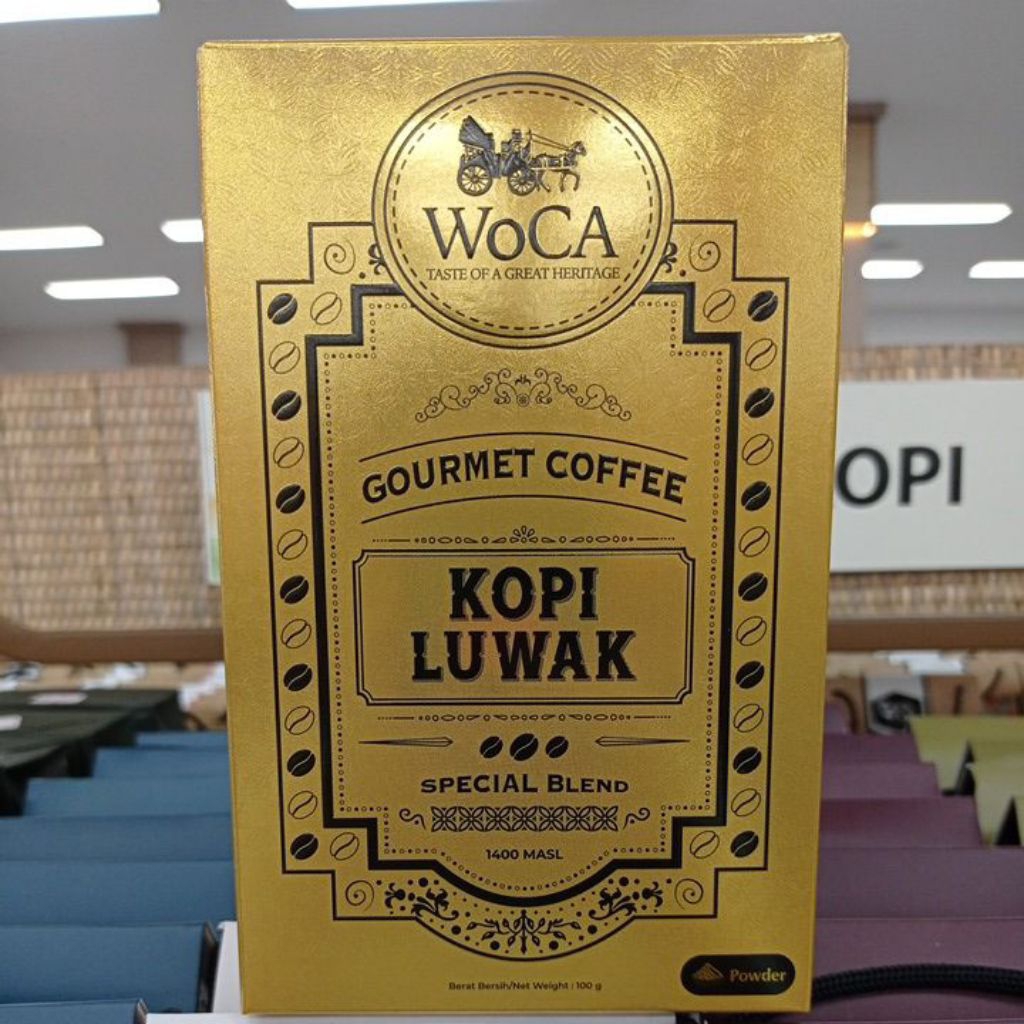 WoCA
TASTE OF A GREAT HERITAGE
GOURMET COFFEE
KOPI
LUWAK
SPECIAL BLEND
1400 MASL
Powder
Berat Bersih/Net Weight : 100 g
OPI